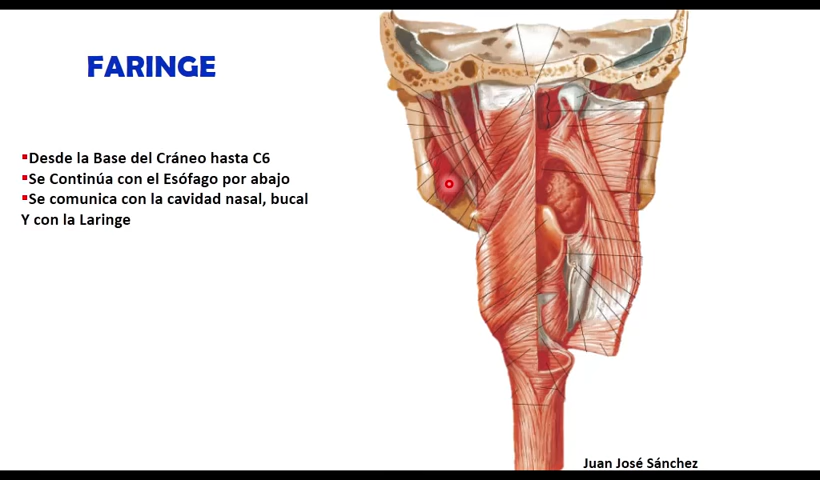 FARINGE
▪Desde la Base del Cráneo hasta C6
▪Se Continúa con el Esófago por abajo
▪Se comunica con la cavidad nasal, bucal
Y con la Laringe
Juan José Sánchez